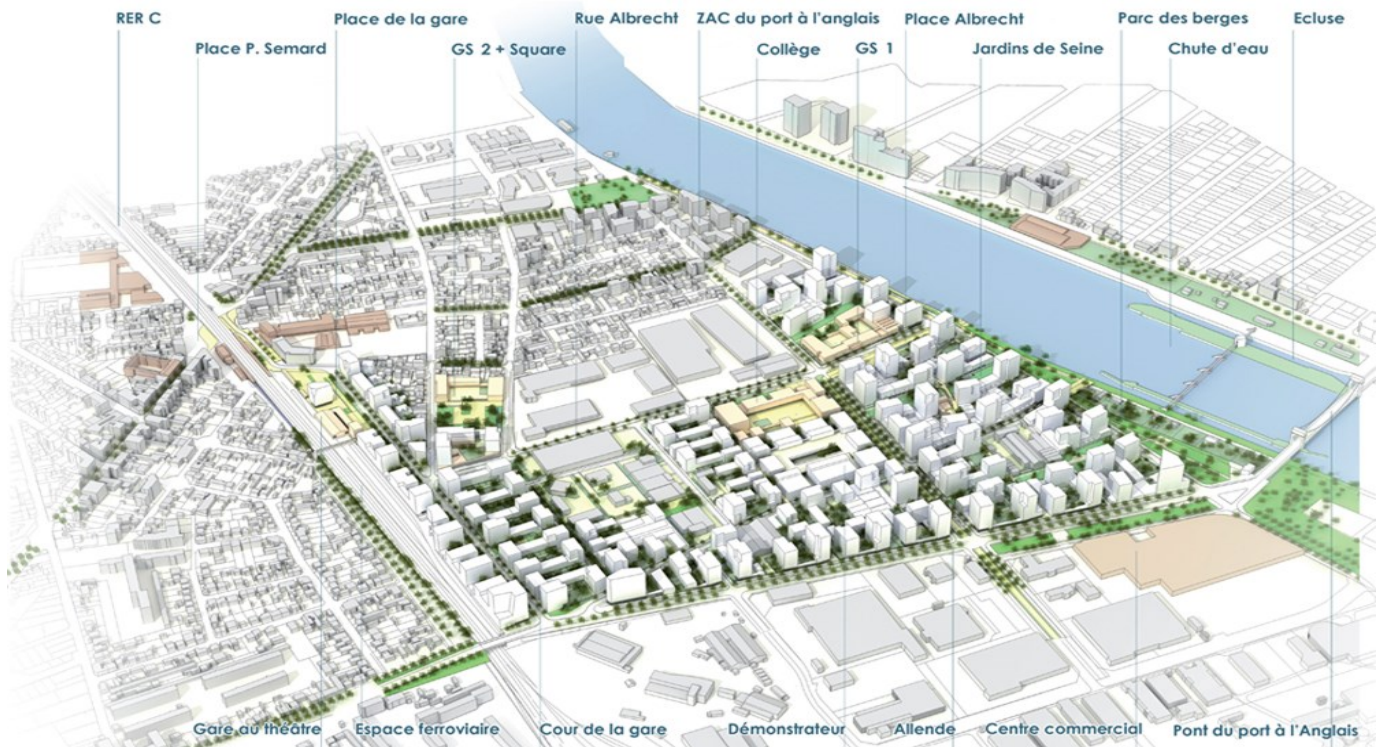 RER C
Place de la gare
Rue Albrecht
ZAC du port à l'anglais
Place Albrecht
Parc des berges
Ecluse
Place P. Semard
GS 2 + Square
Collège
GS 1
Jardins de Seine
Chute d'eau
Gare au théâtre
Espace ferroviaire
Cour de la gare
Démonstrateur
Allende
Centre commercial
Pont du port à l'Anglais